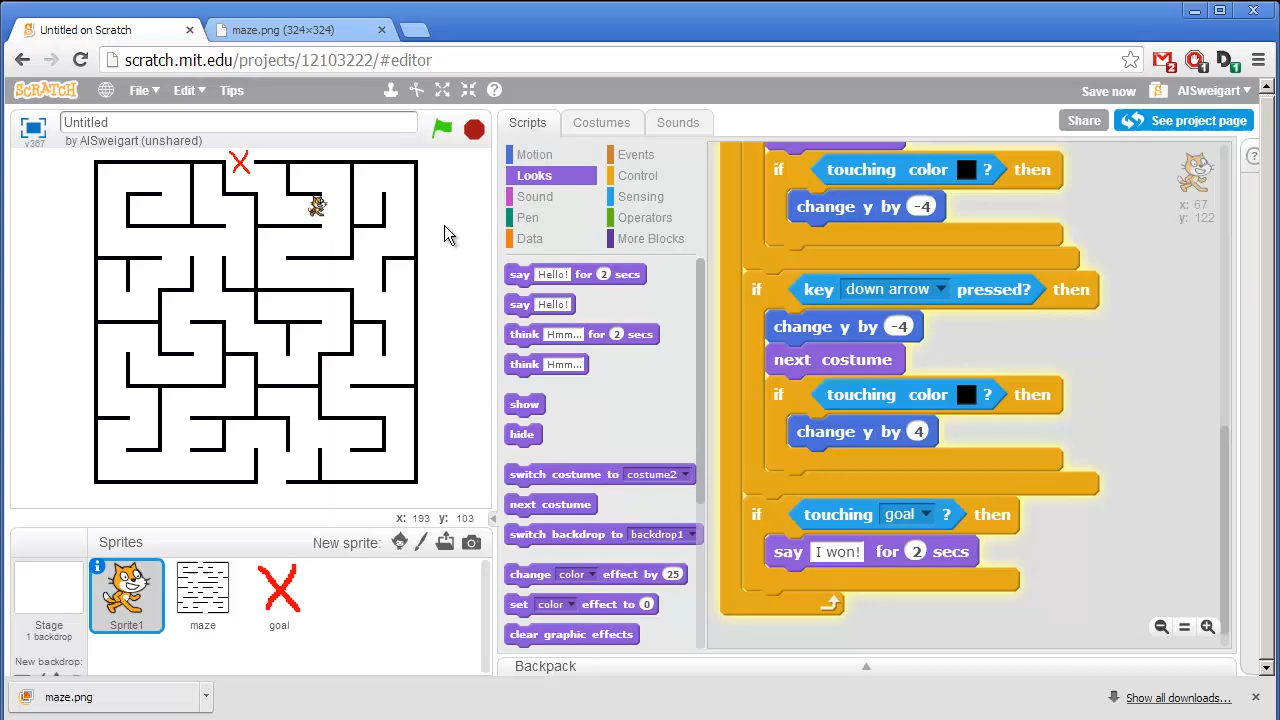 Untitled on Scratch
maze.png (324×324)
scratch.mit.edu/projects/12103222/#editor
2
1
1
SCRATCH
File
Edit
Tips
Save now
AlSweigart
v367
Untitled
by AlSweigart (unshared)
Share
See project page
Scripts
Costumes
Sounds
Motion
Looks
Sound
Pen
Data
Events
Control
Sensing
Operators
More Blocks
say Hello! for 2 secs
say Hello!
think Hmm... for 2 secs
think Hmm...
show
hide
switch costume to costume2
next costume
switch backdrop to backdrop1
change color effect by 25
set color effect to 0
clear graphic effects
if touching color ? then
change y by -4
if key down arrow pressed? then
change y by -4
next costume
if touching color ? then
change y by 4
if touching goal ? then
say I won! for 2 secs
x: 67
y: 122
x: 193 y: 103
Sprites
New sprite:
Stage
1 backdrop
New backdrop:
Sprite1
maze
goal
Backpack
maze.png
Show all downloads...